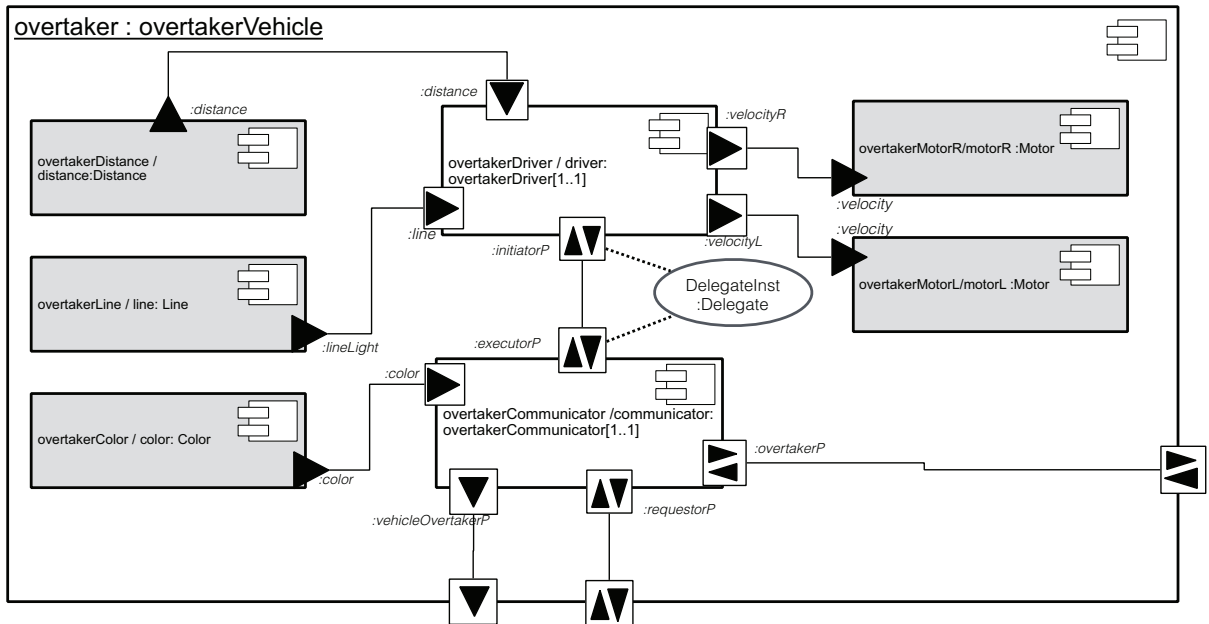 overtaker : overtakerVehicle
:distance
:distance
:velocityR
overtakerDistance /
distance:Distance
overtakerDriver / driver:
overtakerDriver[1..1]
overtakerMotorR/motorR :Motor
:velocity
:line
:initiatorP
:velocityL
:velocity
overtakerLine / line: Line
DelegateInst
:Delegate
overtakerMotorL/motorL :Motor
:lineLight
:executorP
:color
overtakerColor / color: Color
overtakerCommunicator /communicator:
overtakerCommunicator[1..1]
:overtakerP
:color
:vehicleOvertakerP
:requestorP